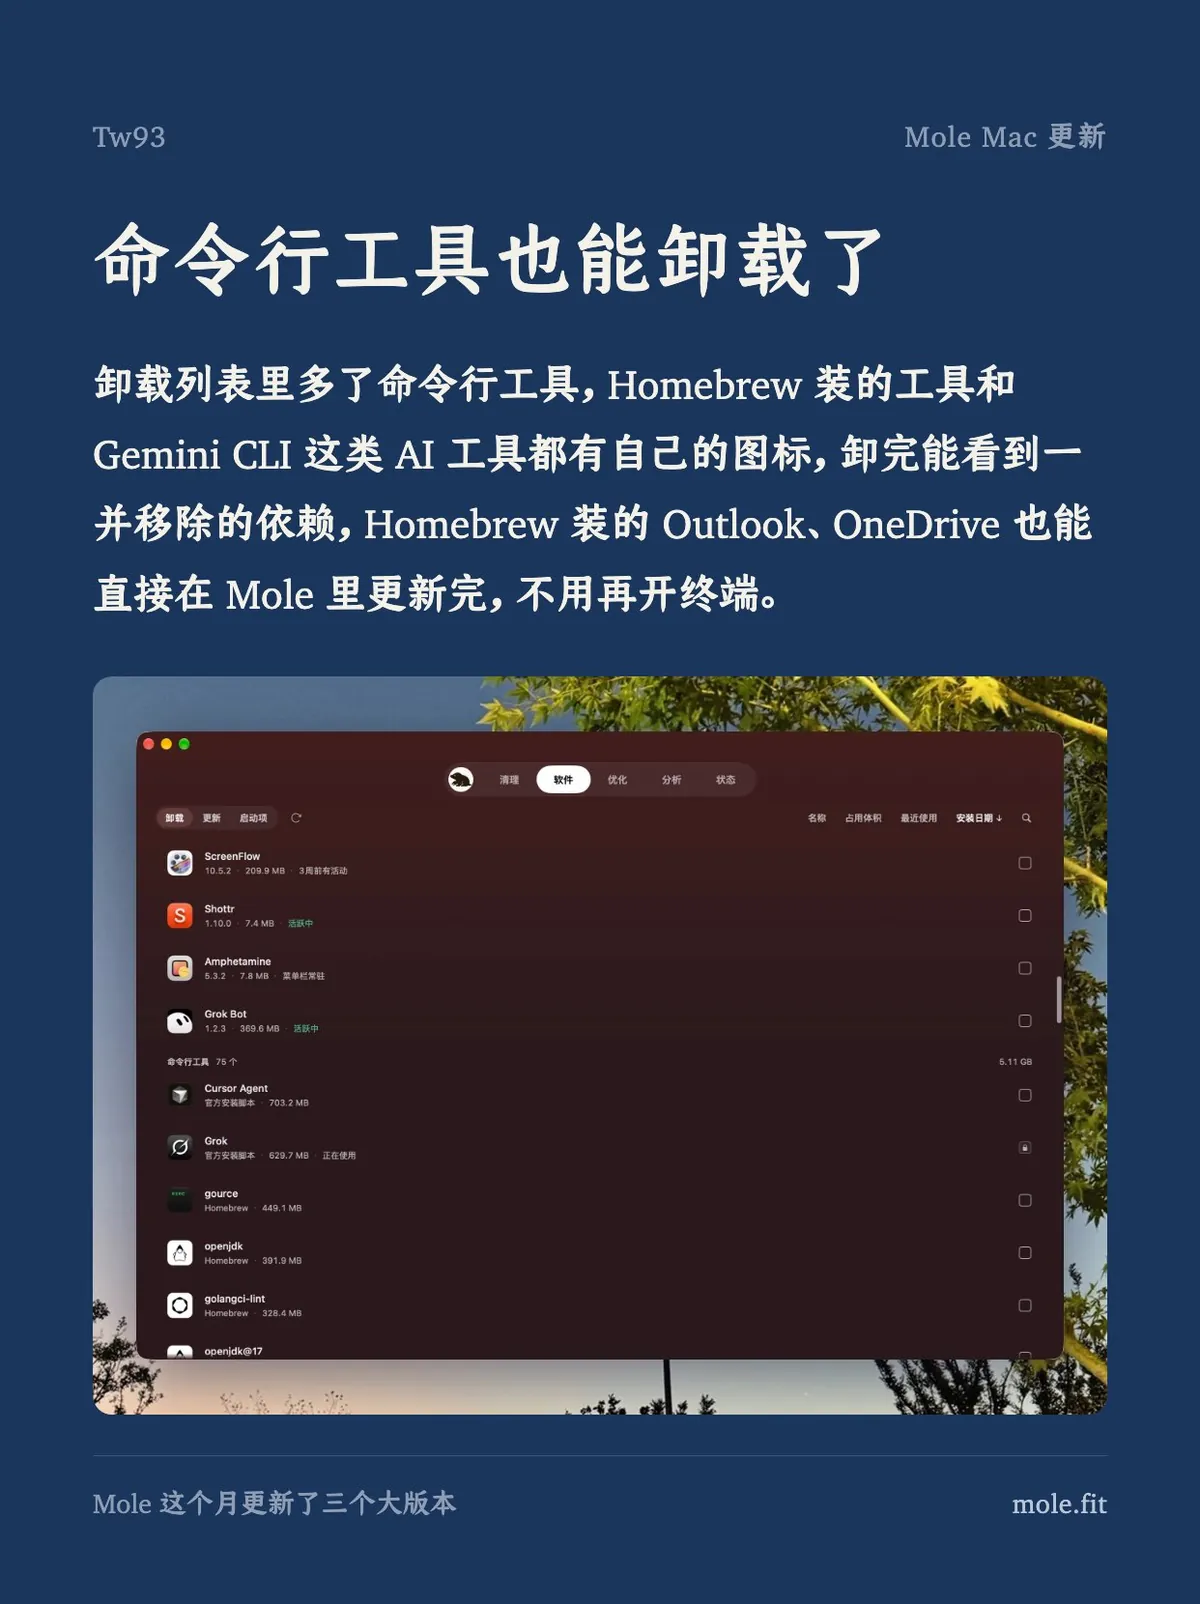 Tw93
Mole Mac 更新
命令行工具也能卸载了
卸载列表里多了命令行工具，Homebrew 装的工具和
Gemini CLI 这类 AI 工具都有自己的图标，卸完能看到一
并移除的依赖，Homebrew 装的 Outlook、OneDrive 也能
直接在 Mole 里更新完，不用再开终端。
清理 软件 优化 分析 状态
卸载 更新 启动项
名称 占用体积 最近使用 安装日期 ↓
ScreenFlow
10.5.2 · 209.9 MB · 3周前有活动
Shottr
1.10.0 · 7.4 MB · 活跃中
Amphetamine
5.3.2 · 7.8 MB · 菜单栏常驻
Grok Bot
1.2.3 · 369.6 MB · 活跃中
命令行工具 75 个
5.11 GB
Cursor Agent
官方安装脚本 · 703.2 MB
Grok
官方安装脚本 · 629.7 MB · 正在使用
gource
Homebrew · 449.1 MB
openjdk
Homebrew · 391.9 MB
golangci-lint
Homebrew · 328.4 MB
openjdk@17
Mole 这个月更新了三个大版本
mole.fit